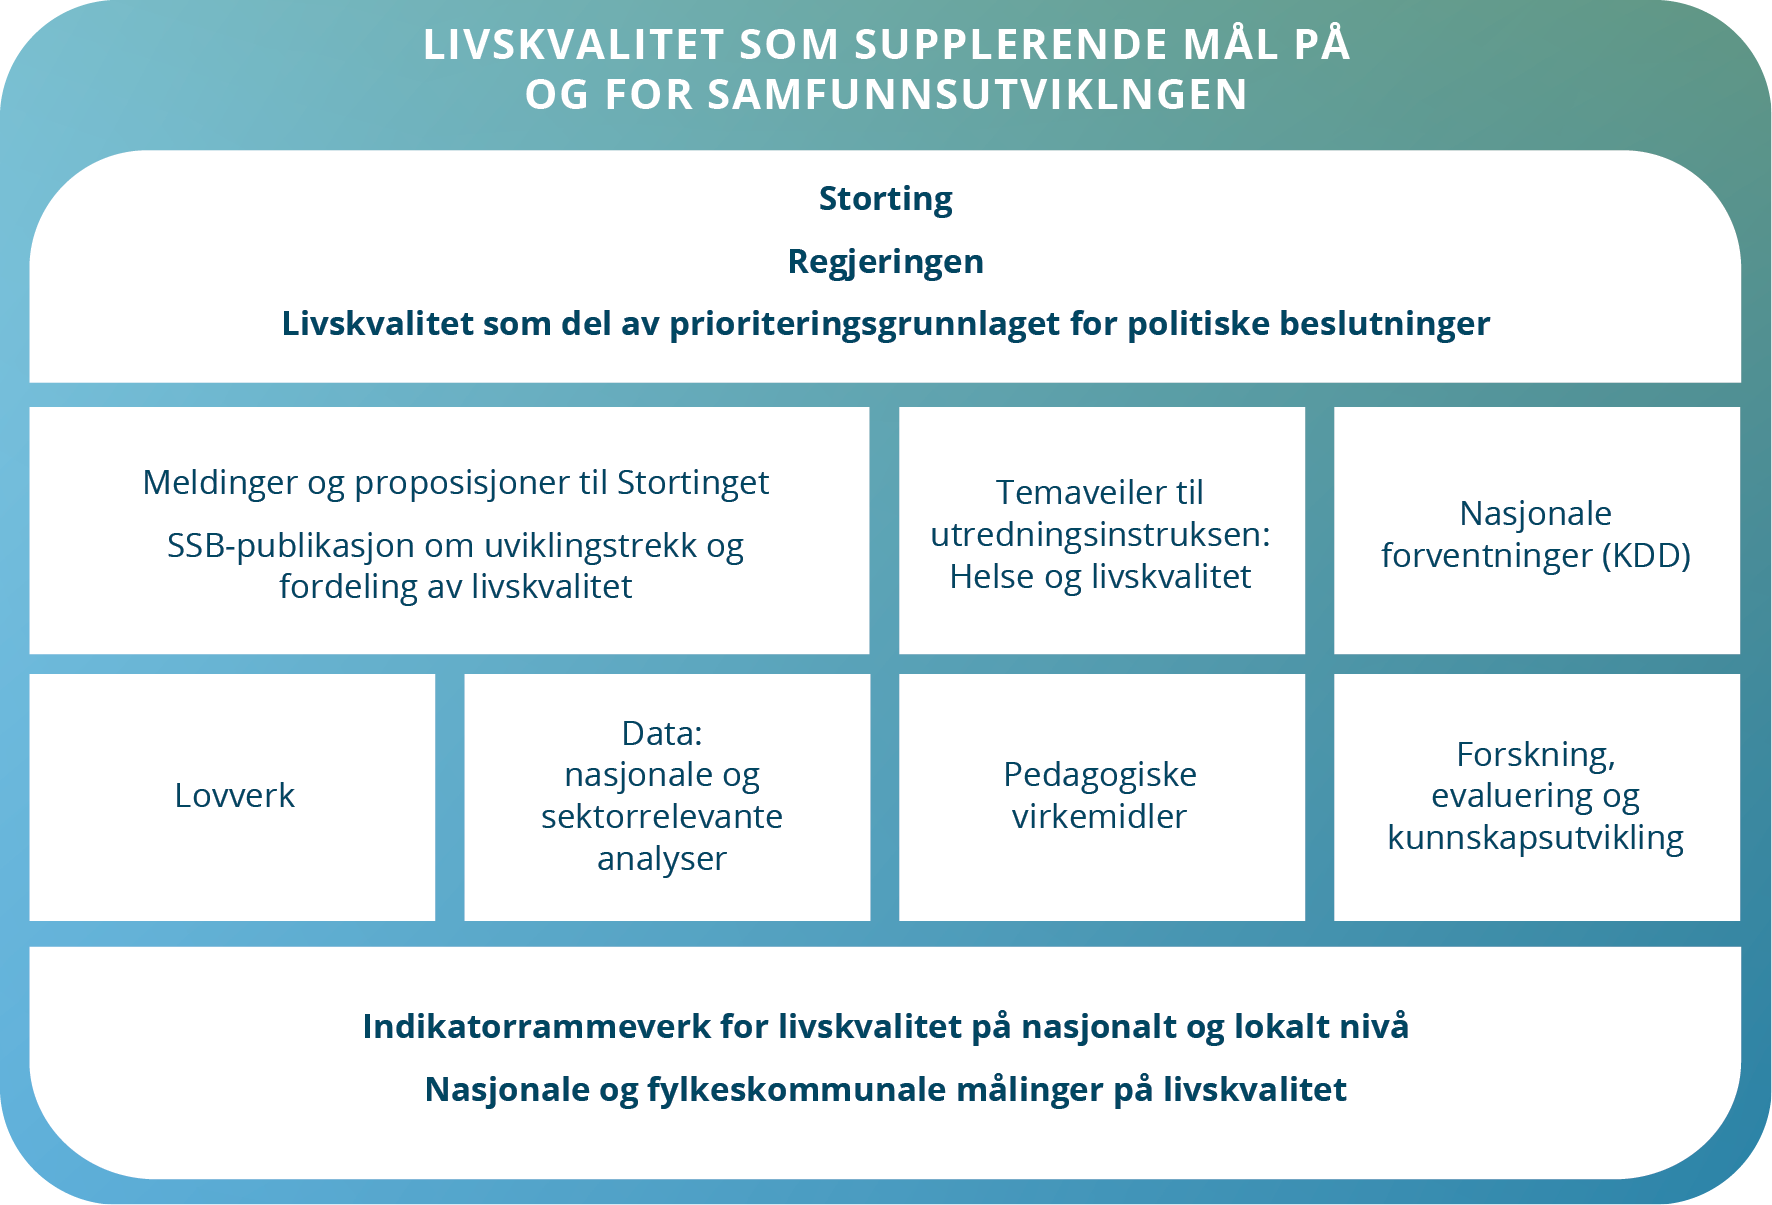 LIVSKVALITET SOM SUPPLERENDE MÅL PÅ
OG FOR SAMFUNNSUTVIKLNGEN
Storting
Regjeringen
Livskvalitet som del av prioriteringsgrunnlaget for politiske beslutninger
Meldinger og proposisjoner til Stortinget
SSB-publikasjon om uviklingstrekk og
fordeling av livskvalitet
Temaveiler til
utredningsinstruksen:
Helse og livskvalitet
Nasjonale
forventninger (KDD)
Lovverk
Data:
nasjonale og
sektorrelevante
analyser
Pedagogiske
virkemidler
Forskning,
evaluering og
kunnskapsutvikling
Indikatorrammeverk for livskvalitet på nasjonalt og lokalt nivå
Nasjonale og fylkeskommunale målinger på livskvalitet